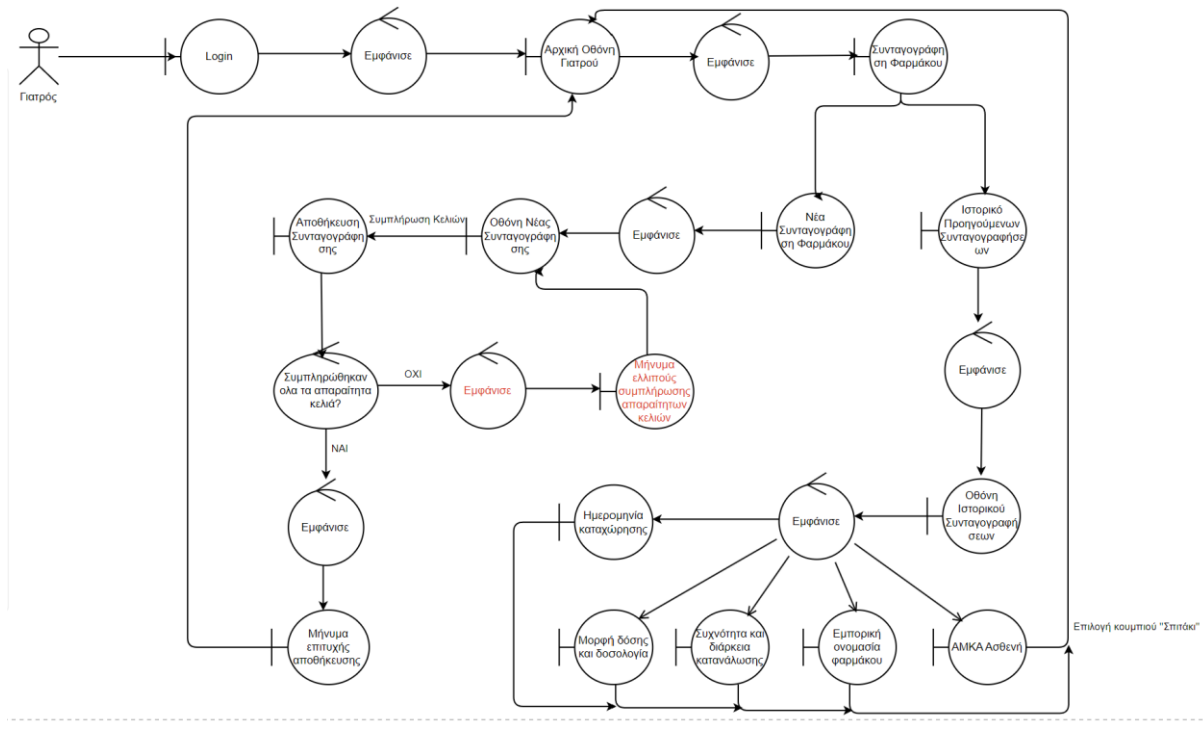 Γιατρός
Login
Εμφάνισε
Αρχική Οθόνη
Γιατρού
Εμφάνισε
Συνταγογράφη
ση Φαρμάκου
Αποθήκευση
Συνταγογράφη
σης
Συμπλήρωση Κελιών
Οθόνη Νέας
Συνταγογράφη
σης
Εμφάνισε
Νέα
Συνταγογράφη
ση Φαρμάκου
Ιστορικό
Προηγούμενων
Συνταγογραφήσε
ων
Συμπληρώθηκαν
ολα τα απαραίτητα
κελιά?
ΟΧΙ
Εμφάνισε
Μήνυμα
ελλιπούς
συμπλήρωσης
απαραίτητων
κελιών
Εμφάνισε
ΝΑΙ
Εμφάνισε
Ημερομηνία
καταχώρησης
Εμφάνισε
Οθόνη
Ιστορικού
Συνταγογραφή
σεων
Μήνυμα
επιτυχής
αποθήκευσης
Μορφή δόσης
και δοσολογία
Συχνότητα και
διάρκεια
κατανάλωσης
Εμπορική
ονομασία
φαρμάκου
ΑΜΚΑ Ασθενή
Επιλογή κουμπιού "Σπιτάκι"